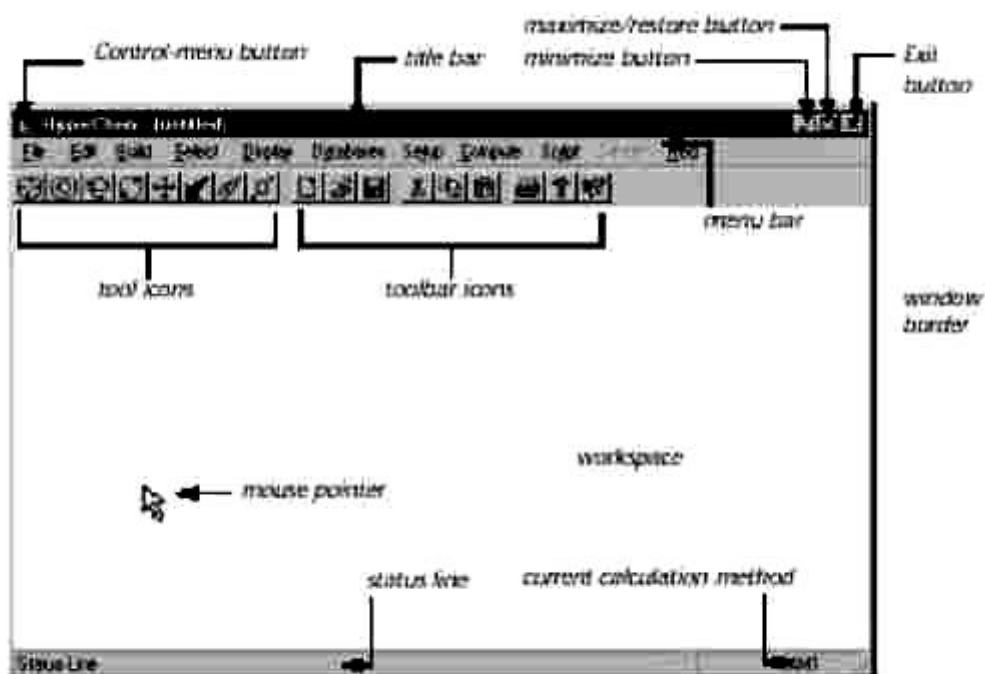 maximize/restore button
Control-menu button
title bar
minimize button
Exit
button
HyperChem - (untitled)
File Edit Build Select Display Databases Setup Compute Script Help
menu bar
tool icons
toolbar icons
window
border
workspace
mouse pointer
status line
current calculation method
Status Line